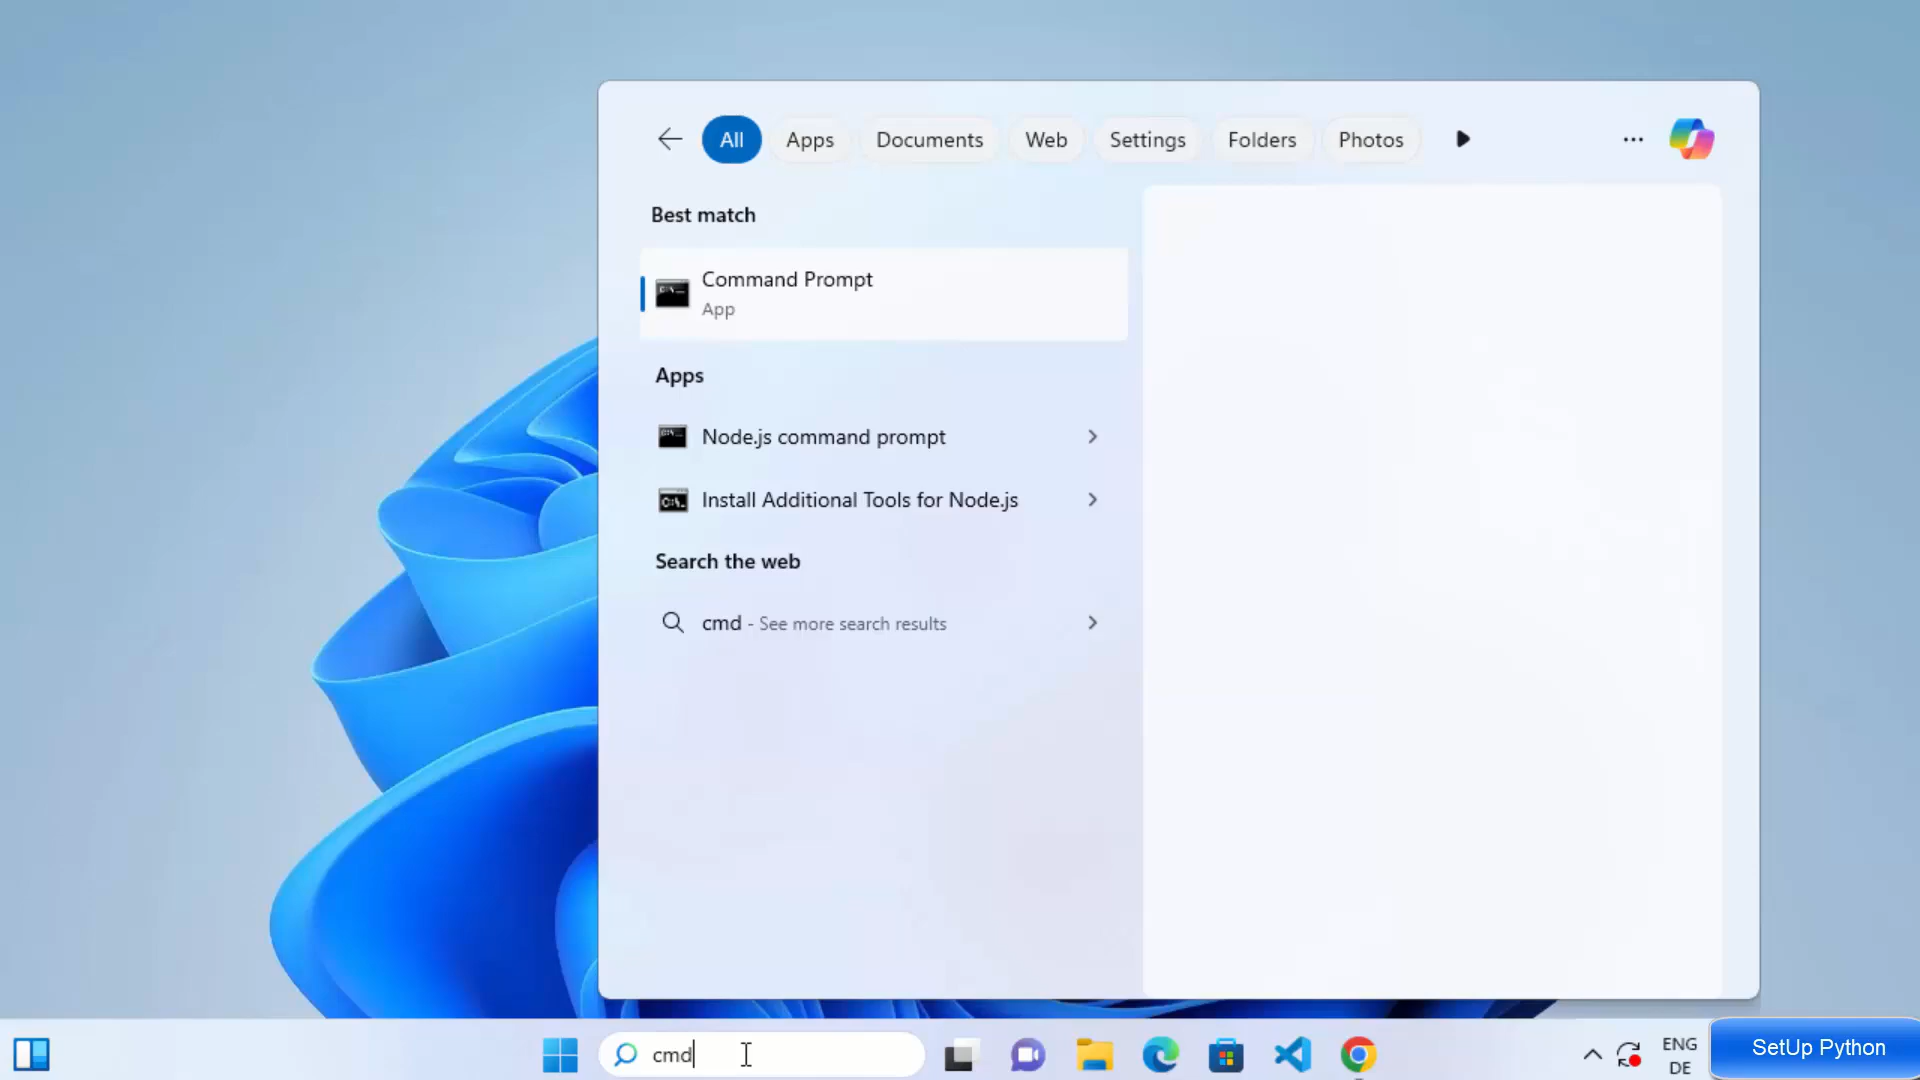 All Apps Documents Web Settings Folders Photos
Best match
Command Prompt
App
Apps
Node.js command prompt
Install Additional Tools for Node.js
Search the web
cmd - See more search results
cmd
ENG
DE
SetUp Python